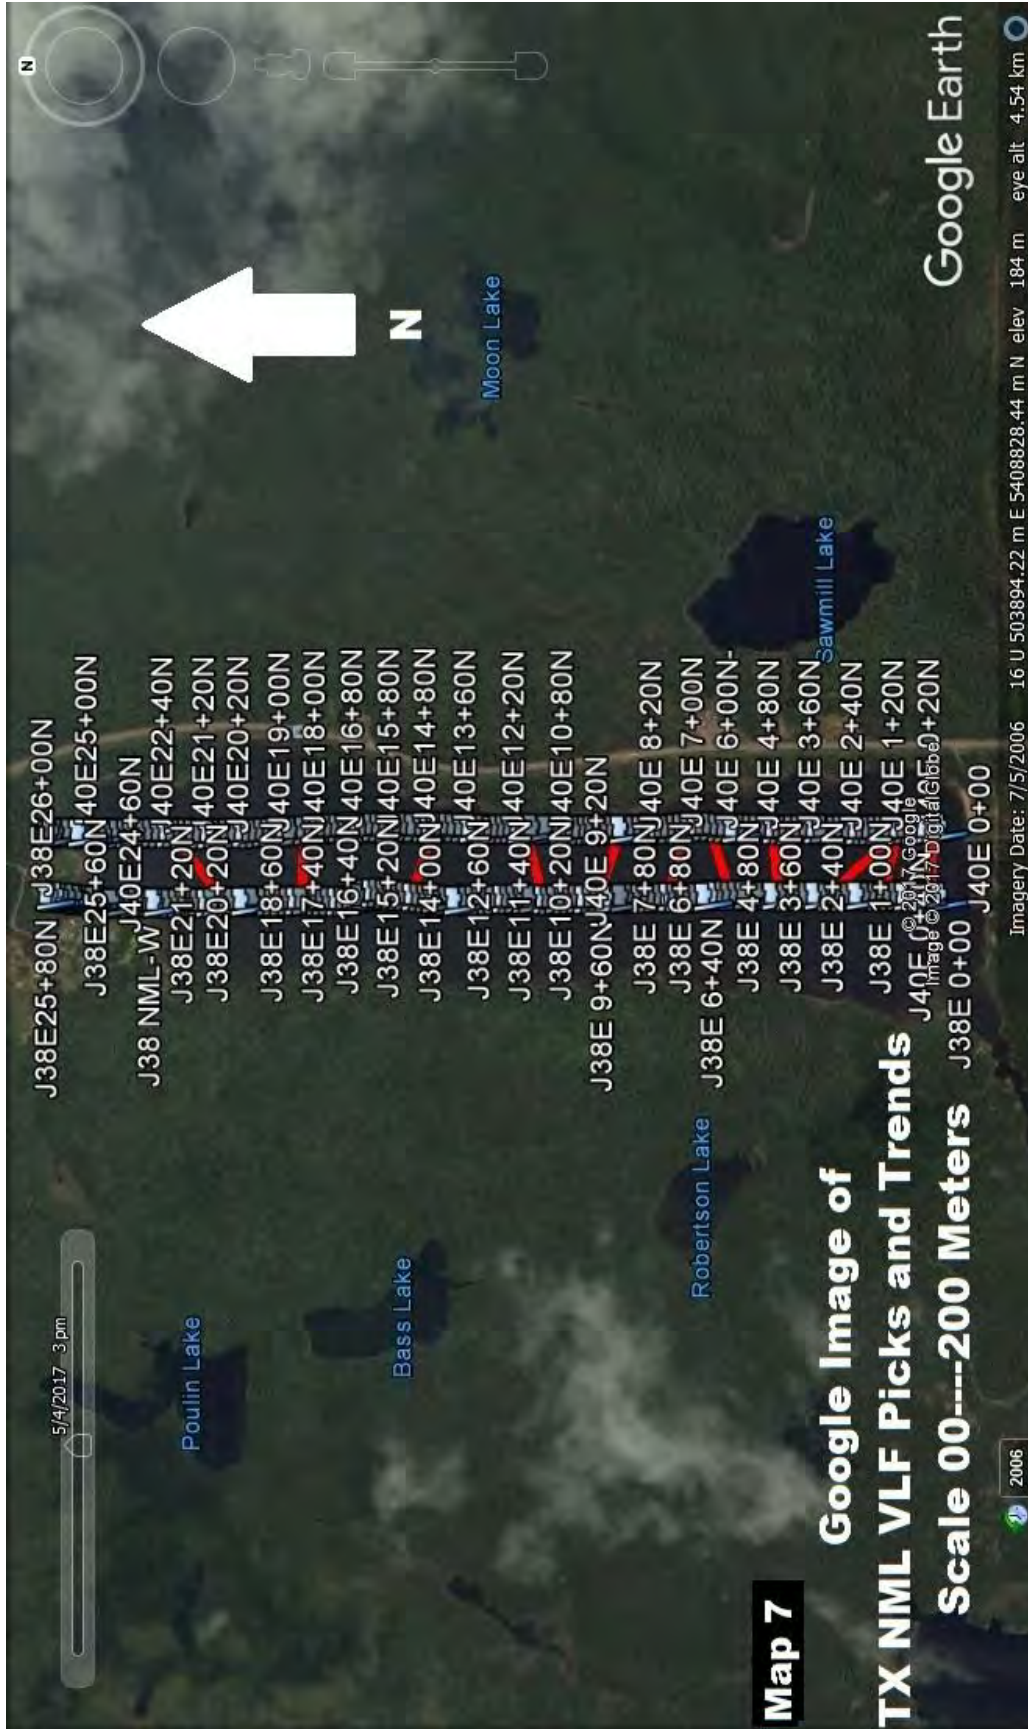 5/4/2017 3 pm
N
N
Poulin Lake
Bass Lake
Robertson Lake
Moon Lake
Sawmill Lake
J38E25+80N
J38E26+00N
J38E25+60N
J40E25+00N
J40E24+60N
J38 NML-W
J40E22+40N
J38E21+20N
J40E21+20N
J38E20+20N
J40E20+20N
J38E18+60N
J40E19+00N
J38E17+40N
J40E18+00N
J38E16+40N
J40E16+80N
J38E15+20N
J40E15+80N
J38E14+00N
J40E14+80N
J38E12+60N
J40E13+60N
J38E11+40N
J40E12+20N
J38E10+20N
J40E10+80N
J38E 9+60N
J40E 9+20N
J38E 7+80N
J40E 8+20N
J38E 6+80N
J40E 7+00N
J38E 6+40N
J40E 6+00N-
J38E 4+80N
J40E 4+80N
J38E 3+60N
J40E 3+60N
J38E 2+40N
J40E 2+40N
J38E 1+00N
J40E 1+20N
J40E 0+20N
J38E 0+00
J40E 0+00
Map 7
Google Image of
TX NML VLF Picks and Trends
Scale 00----200 Meters
© 2017 Google
Image © 2017 DigitalGlobe
Google Earth
2006
Imagery Date: 7/5/2006 16 U 503894.22 m E 5408828.44 m N elev 184 m eye alt 4.54 km